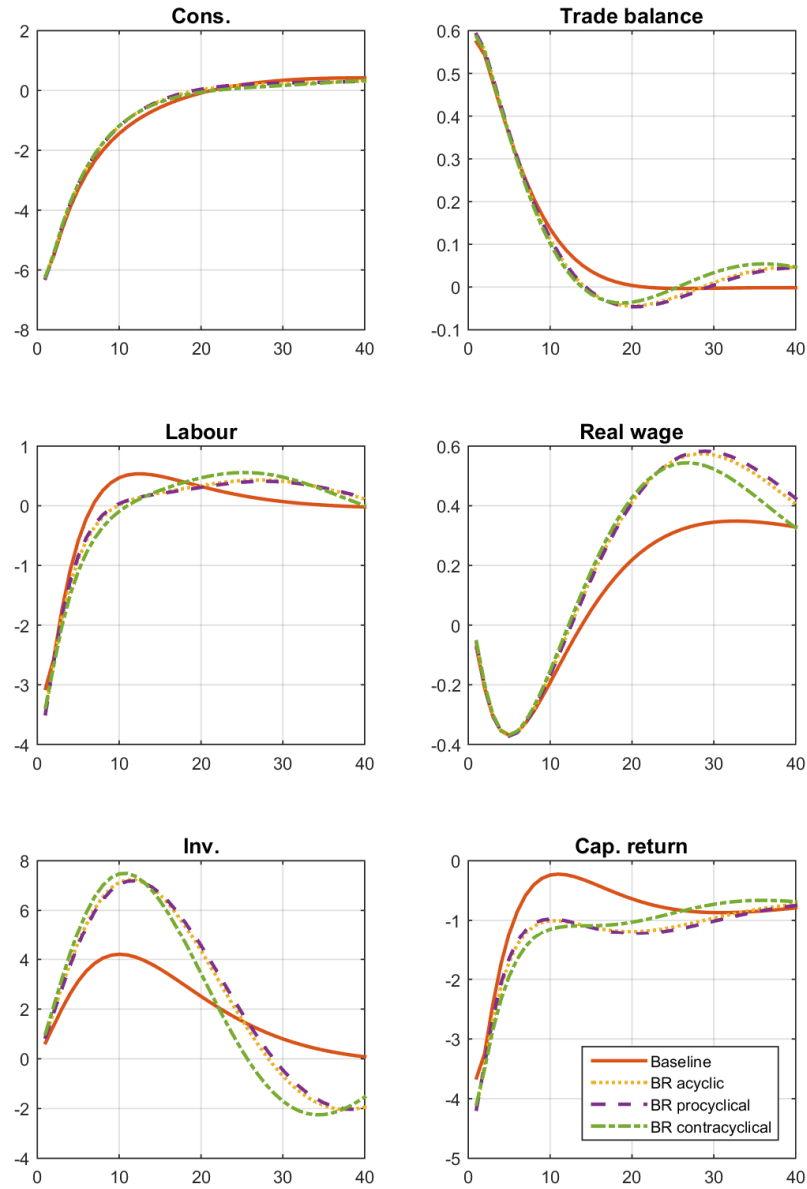 Cons.
2
0
-2
-4
-6
-8
0 10 20 30 40
Trade balance
0.6
0.5
0.4
0.3
0.2
0.1
0
-0.1
0 10 20 30 40
Labour
1
0
-1
-2
-3
-4
0 10 20 30 40
Real wage
0.6
0.4
0.2
0
-0.2
-0.4
0 10 20 30 40
Inv.
8
6
4
2
0
-2
-4
0 10 20 30 40
Cap. return
0
-1
-2
-3
-4
-5
0 10 20 30 40
Baseline
BR acyclic
BR procyclical
BR contracyclical